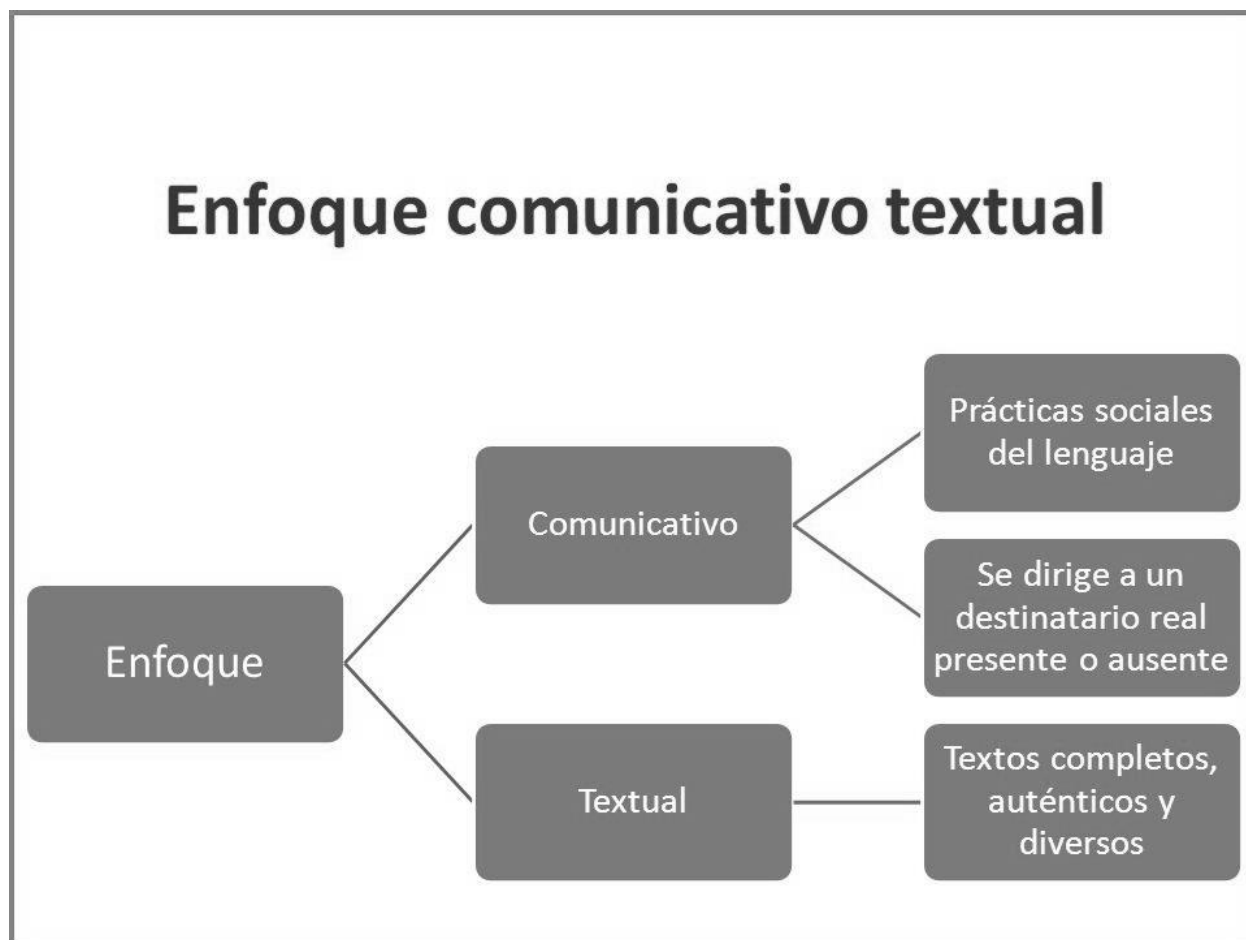 Enfoque comunicativo textual
Enfoque
Comunicativo
Prácticas sociales
del lenguaje
Se dirige a un
destinatario real
presente o ausente
Textual
Textos completos,
auténticos y
diversos